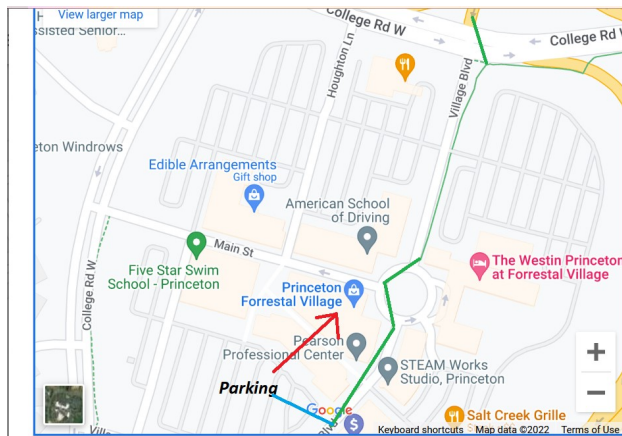 View larger map
ssisted Senior...
College Rd W
College Rd W
Houghton Ln
Village Blvd
eton Windrows
Edible Arrangements
Gift shop
American School
of Driving
Main St
Five Star Swim
School - Princeton
The Westin Princeton
at Forrestal Village
College Rd W
Princeton
Forrestal Village
Pearson
Professional Center
STEAM Works
Studio, Princeton
Parking
Google
Salt Creek Grille
Keyboard shortcuts Map data ©2022 Terms of Use